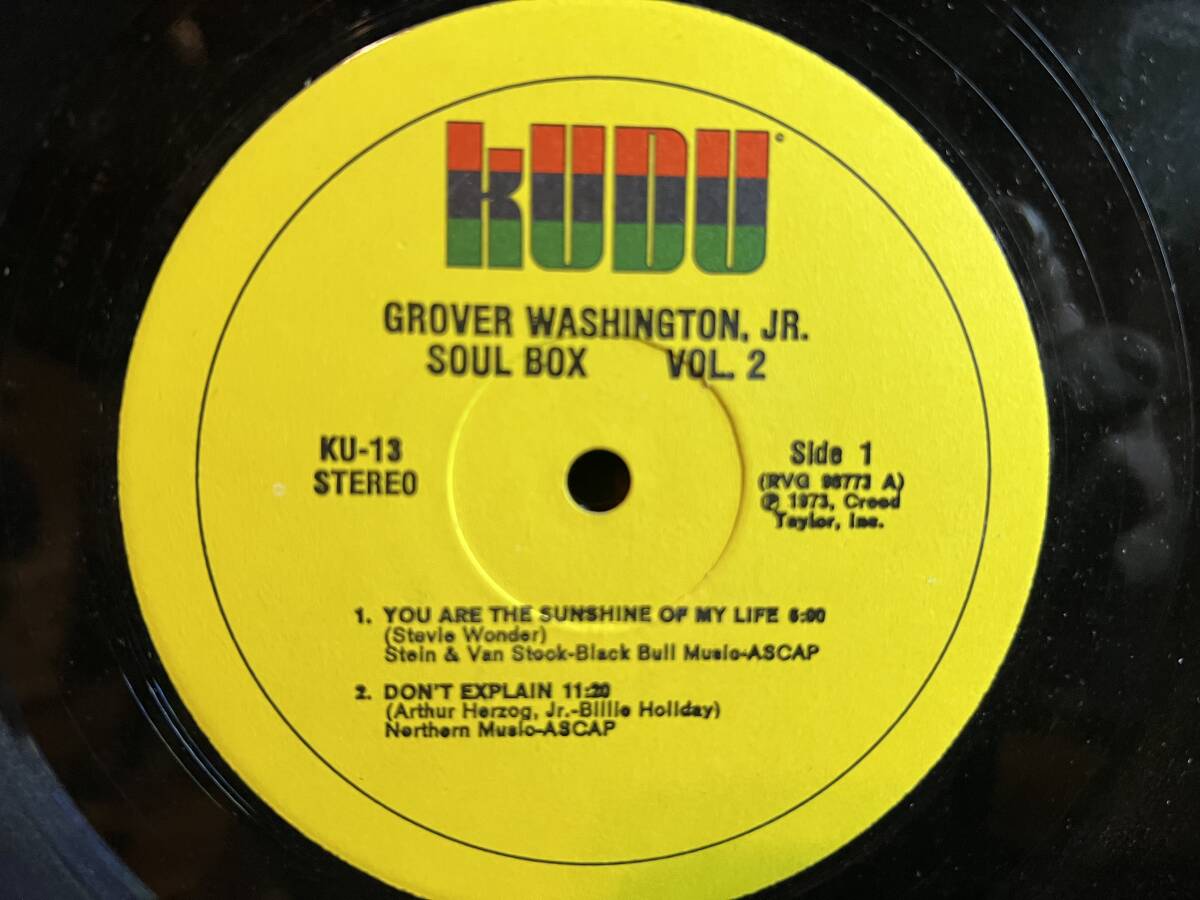 KUDU
GROVER WASHINGTON, JR.
SOUL BOX VOL. 2
KU-13
STEREO
Side 1
(RVG 98773 A)
℗ 1973, Creed
Taylor, Inc.
1. YOU ARE THE SUNSHINE OF MY LIFE
(Stevie Wonder)
Stein & Van Stock-Black Bull Music-ASCAP
2. DON'T EXPLAIN 11:20
(Arthur Herzog, Jr.-Billie Holiday)
Northern Music-ASCAP